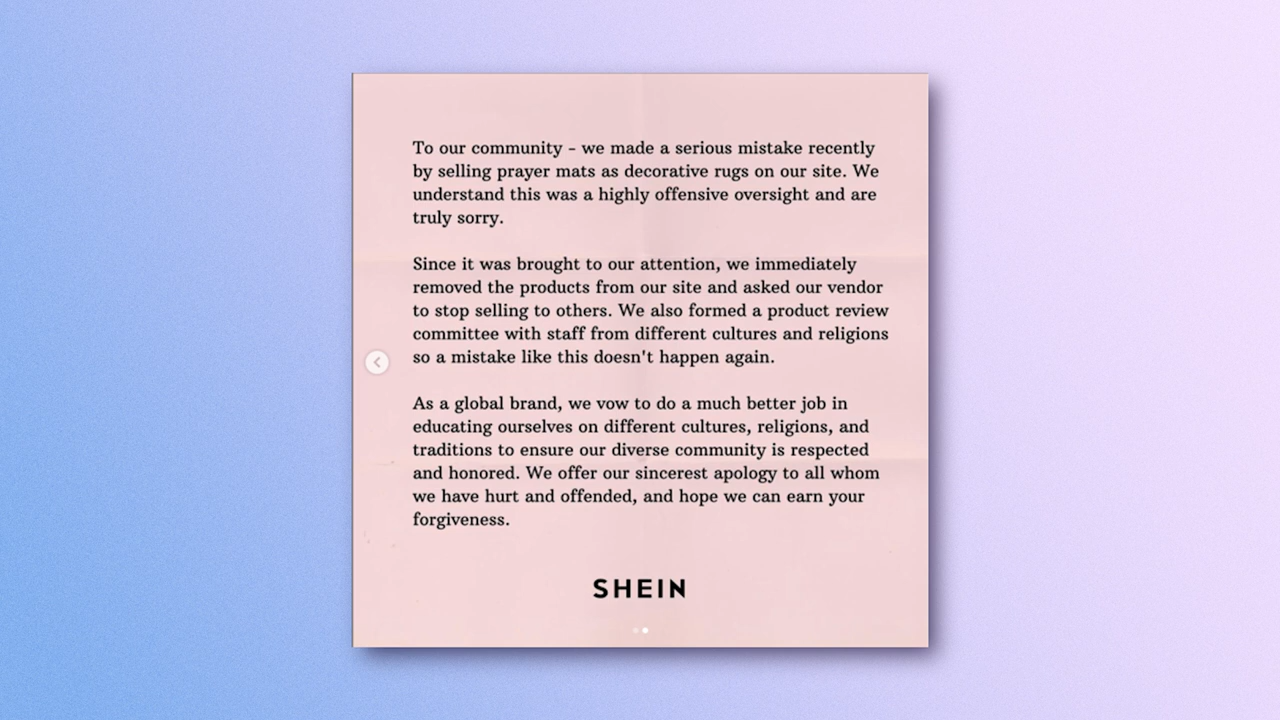 To our community – we made a serious mistake recently
by selling prayer mats as decorative rugs on our site. We
understand this was a highly offensive oversight and are
truly sorry.
Since it was brought to our attention, we immediately
removed the products from our site and asked our vendor
to stop selling to others. We also formed a product review
committee with staff from different cultures and religions
so a mistake like this doesn't happen again.
As a global brand, we vow to do a much better job in
educating ourselves on different cultures, religions, and
traditions to ensure our diverse community is respected
and honored. We offer our sincerest apology to all whom
we have hurt and offended, and hope we can earn your
forgiveness.
SHEIN